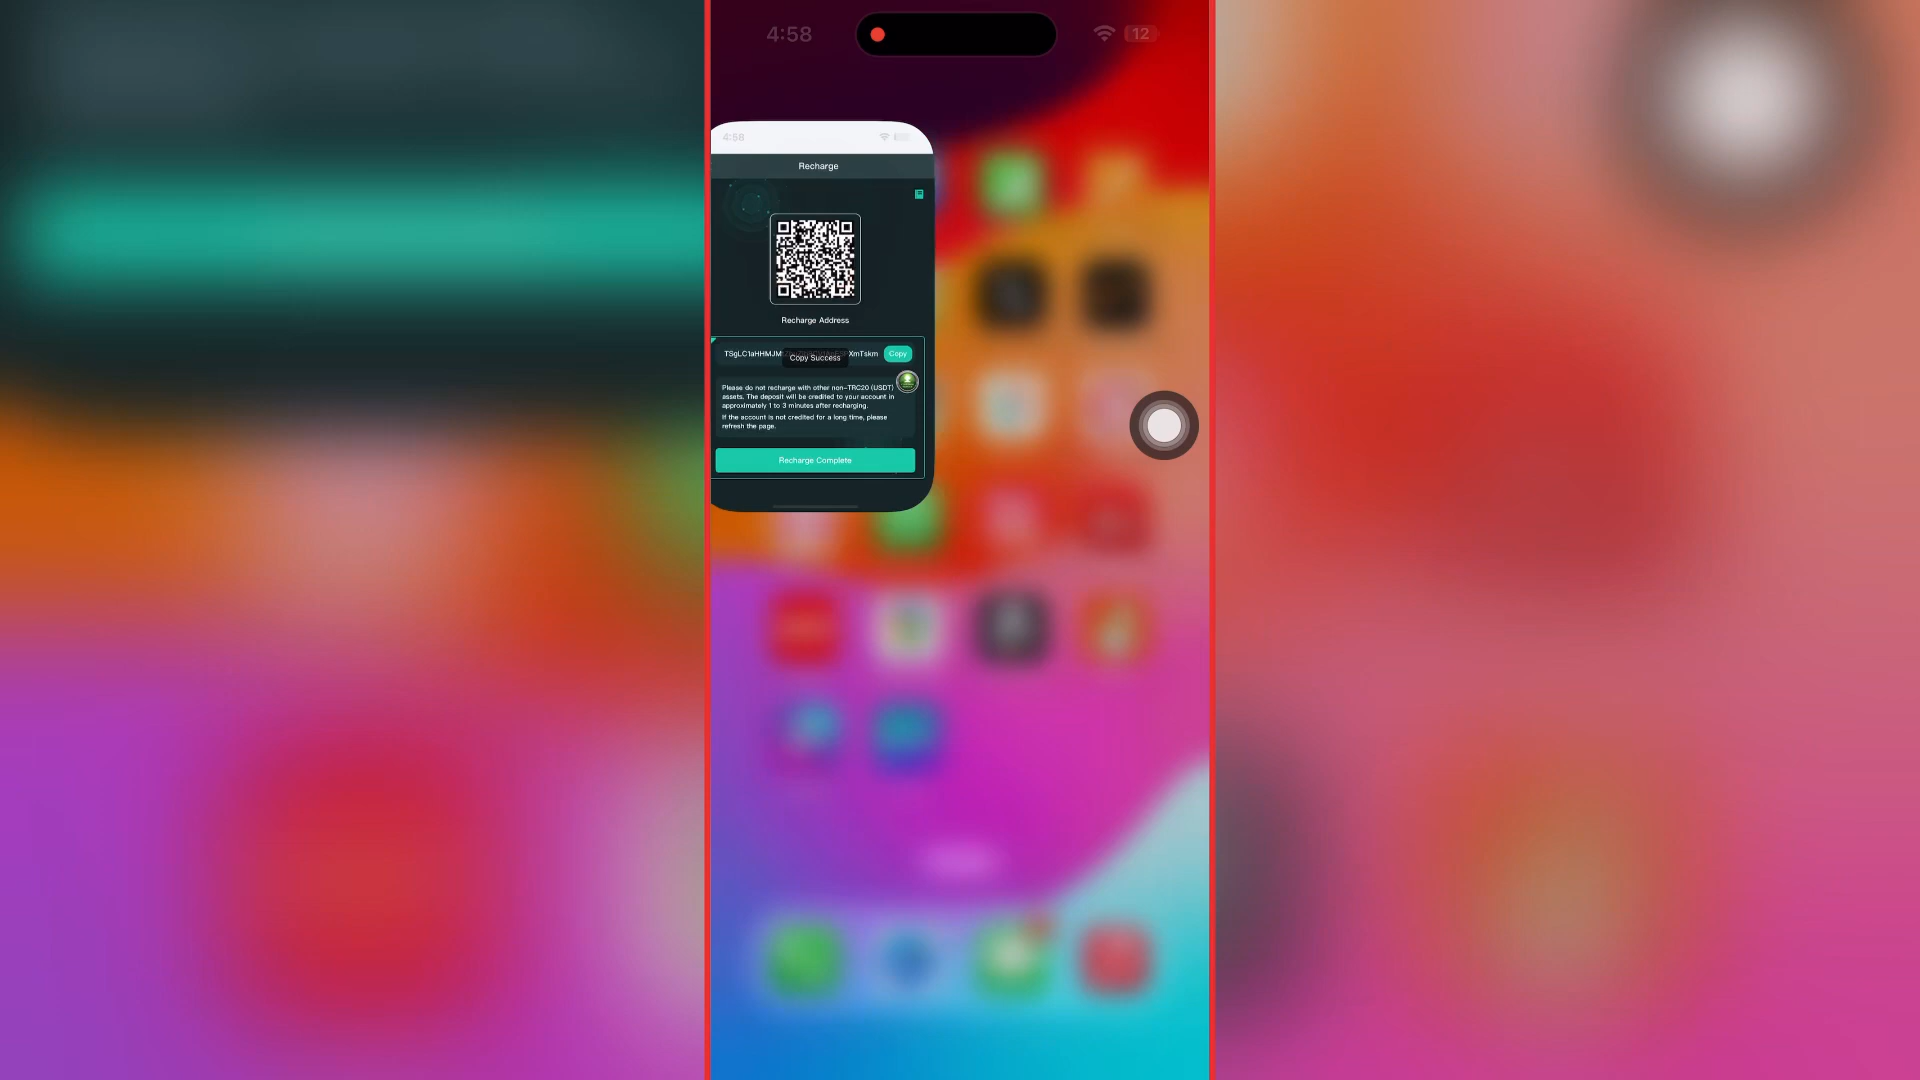 4:58
12
4:58
Recharge
Recharge Address
Copy Success
XmTskm
Copy
Please do not recharge with other non-TRC20 (USDT)
assets. The deposit will be credited to your account in
approximately 1 to 3 minutes after recharging.
If the account is not credited for a long time, please
refresh the page.
Recharge Complete